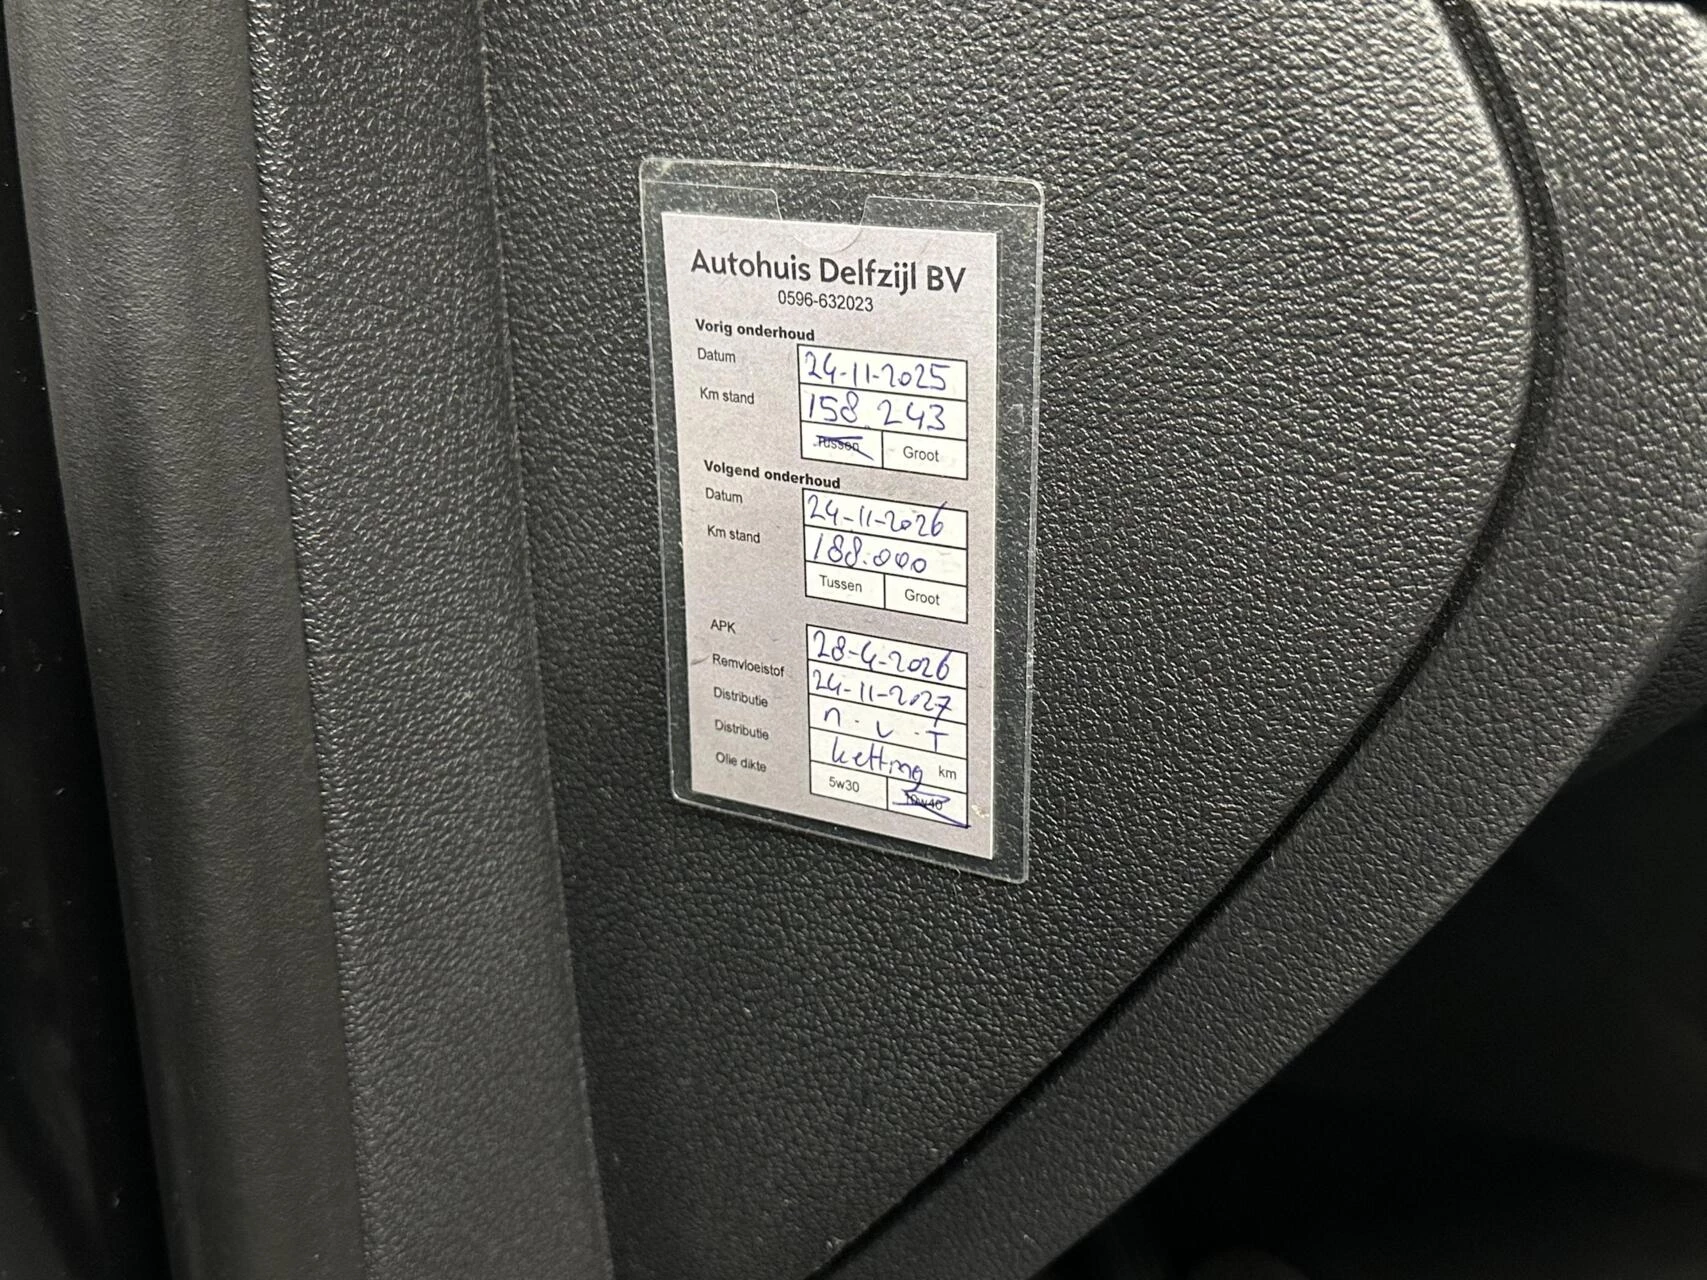 Autohuis Delfzijl BV
0596-632023
Vorig onderhoud
Datum 24-11-2025
Km stand 158.243
Tussen Groot
Volgend onderhoud
Datum 24-11-2026
Km stand 188.000
Tussen Groot
APK 28-4-2026
Remvloeistof 24-11-2027
Distributie n.v.T
Distributie ketting km
Olie dikte 5w30 10w40